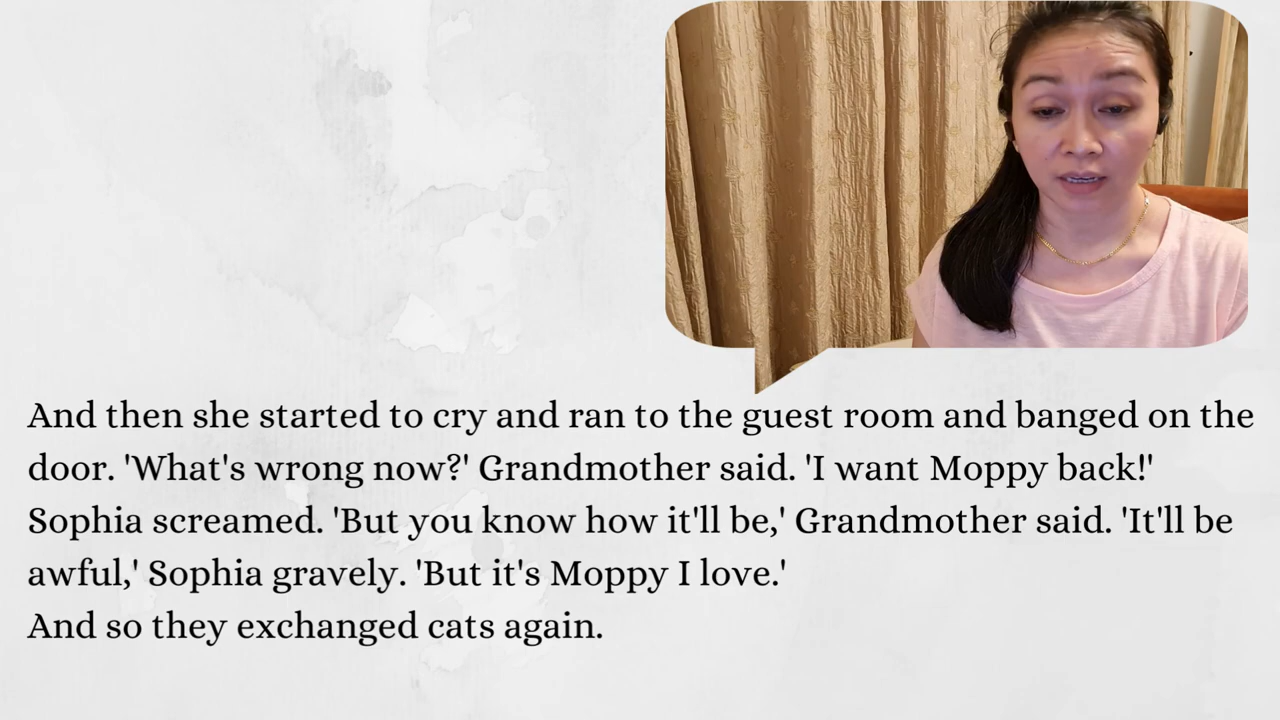 And then she started to cry and ran to the guest room and banged on the
door. 'What's wrong now?' Grandmother said. 'I want Moppy back!'
Sophia screamed. 'But you know how it'll be,' Grandmother said. 'It'll be
awful,' Sophia gravely. 'But it's Moppy I love.'
And so they exchanged cats again.